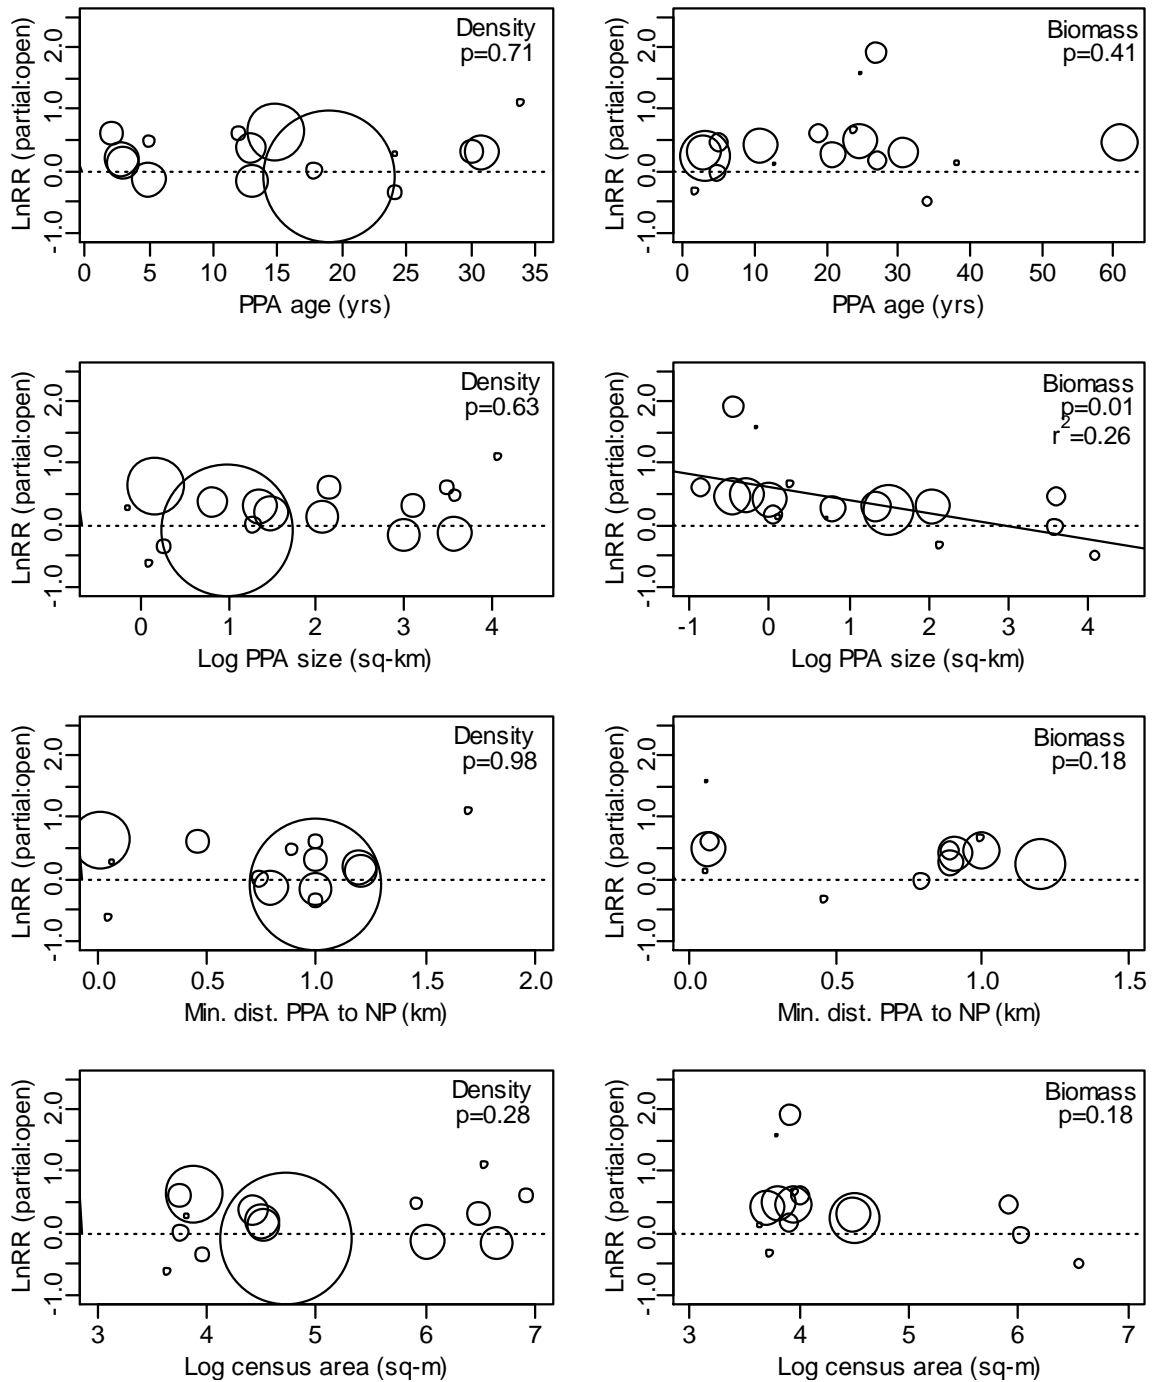 Density
p=0.71
LnRR (partial:open)
-1.0 0.0 1.0 2.0
0 5 10 15 20 25 30 35
PPA age (yrs)
Biomass
p=0.41
LnRR (partial:open)
-1.0 0.0 1.0 2.0
0 10 20 30 40 50 60
PPA age (yrs)
Density
p=0.63
LnRR (partial:open)
-1.0 0.0 1.0 2.0
0 1 2 3 4
Log PPA size (sq-km)
Biomass
p=0.01
r²=0.26
LnRR (partial:open)
-1.0 0.0 1.0 2.0
-1 0 1 2 3 4
Log PPA size (sq-km)
Density
p=0.98
LnRR (partial:open)
-1.0 0.0 1.0 2.0
0.0 0.5 1.0 1.5 2.0
Min. dist. PPA to NP (km)
Biomass
p=0.18
LnRR (partial:open)
-1.0 0.0 1.0 2.0
0.0 0.5 1.0 1.5
Min. dist. PPA to NP (km)
Density
p=0.28
LnRR (partial:open)
-1.0 0.0 1.0 2.0
3 4 5 6 7
Log census area (sq-m)
Biomass
p=0.18
LnRR (partial:open)
-1.0 0.0 1.0 2.0
3 4 5 6 7
Log census area (sq-m)